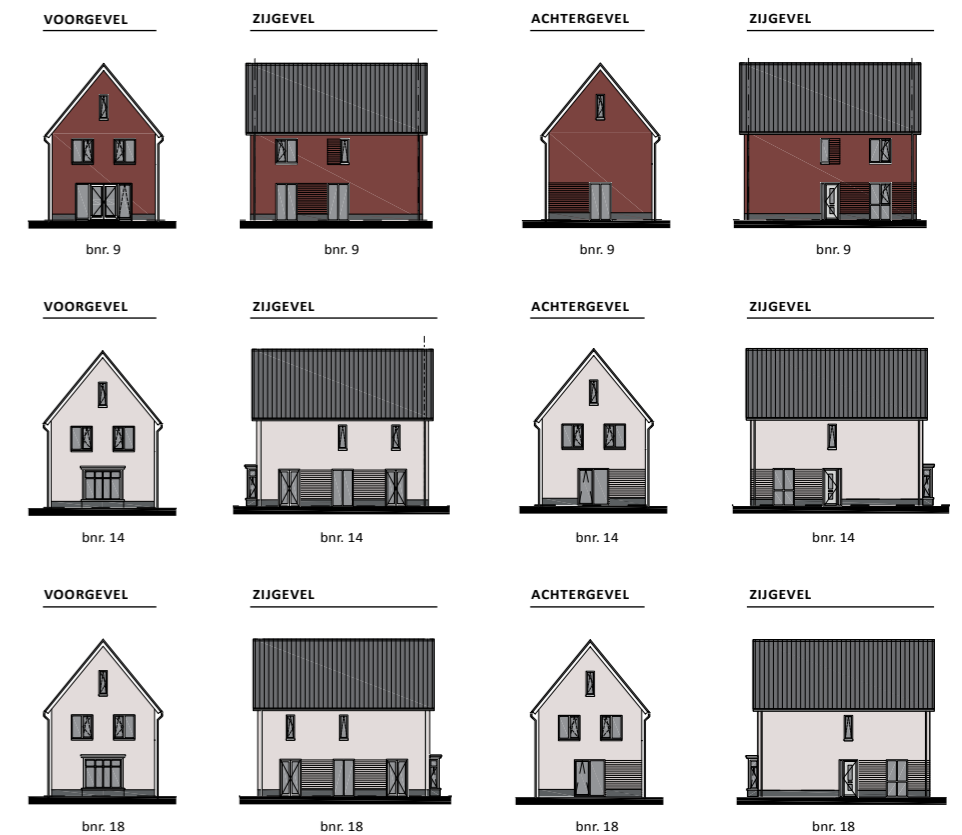 VOORGEVEL ZIJGEVEL ACHTERGEVEL ZIJGEVEL
bnr. 9 bnr. 9 bnr. 9 bnr. 9
VOORGEVEL ZIJGEVEL ACHTERGEVEL ZIJGEVEL
bnr. 14 bnr. 14 bnr. 14 bnr. 14
VOORGEVEL ZIJGEVEL ACHTERGEVEL ZIJGEVEL
bnr. 18 bnr. 18 bnr. 18 bnr. 18